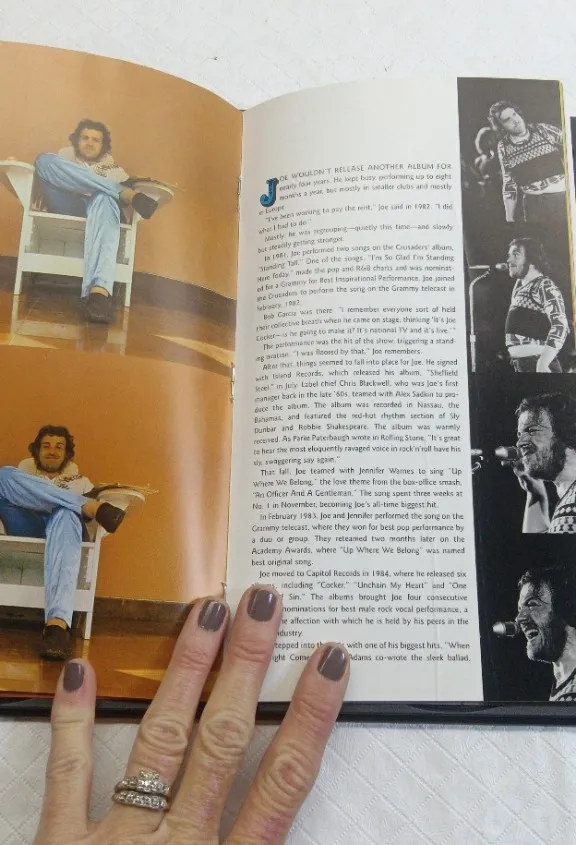 JOE WOULDN'T RELEASE ANOTHER ALBUM FOR
nearly four years. He kept busy, performing up to eight
months a year, but mostly in smaller clubs and mostly
in Europe.
"I've been working to pay the rent," Joe said in 1982. "I did
what I had to do."
Mostly he was regrouping—quietly this time—and slowly
but steadily getting stronger.
In 1981, Joe performed two songs on the Crusaders' album,
"Standing Tall." One of the songs, "I'm So Glad I'm Standing
Here Today," made the pop and R&B charts and was nominat-
ed for a Grammy for Best Inspirational Performance. Joe joined
the Crusaders to perform the song on the Grammy telecast in
February, 1982.
Bob Garcia was there. "I remember everyone sort of held
their collective breath when he came on stage, thinking 'It's Joe
Cocker—is he going to make it? It's national TV and it's live.'"
The performance was the hit of the show, triggering a stand-
ing ovation. "I was floored by that," Joe remembers.
After that, things seemed to fall into place for Joe. He signed
with Island Records, which released his album, "Sheffield
Steel," in July. Label chief Chris Blackwell, who was Joe's first
manager back in the late '60s, teamed with Alex Sadkin to pro-
duce the album. The album was recorded in Nassau, the
Bahamas, and featured the red-hot rhythm section of Sly
Dunbar and Robbie Shakespeare. The album was warmly
received. As Parke Puterbaugh wrote in Rolling Stone, "It's great
to hear the most eloquently ravaged voice in rock'n'roll have his
sly, swaggering say again."
That fall, Joe teamed with Jennifer Warnes to sing "Up
Where We Belong," the love theme from the box-office smash,
"An Officer And A Gentleman." The song spent three weeks at
No. 1 in November, becoming Joe's all-time biggest hit.
In February 1983, Joe and Jennifer performed the song on the
Grammy telecast, where they won for best pop performance by
a duo or group. They reteamed two months later on the
Academy Awards, where "Up Where We Belong" was named
best original song.
Joe moved to Capitol Records in 1984, where he released six
including "Cocker," "Unchain My Heart" and "One
of Sin." The albums brought Joe four consecutive
nominations for best male rock vocal performance, a
the affection with which he is held by his peers in the
industry.
stepped into the with one of his biggest hits, "When
Night Come Adams co-wrote the sleek ballad,